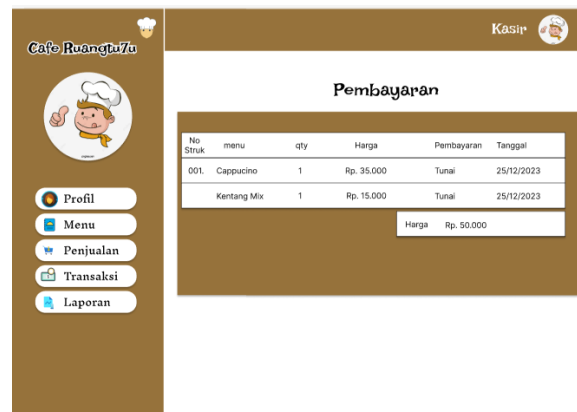 Cafe Ruangtu7u
Kasir
Profil
Menu
Penjualan
Transaksi
Laporan
Pembayaran
No Struk menu qty Harga Pembayaran Tanggal
001. Cappucino 1 Rp. 35.000 Tunai 25/12/2023
Kentang Mix 1 Rp. 15.000 Tunai 25/12/2023
Harga Rp. 50.000